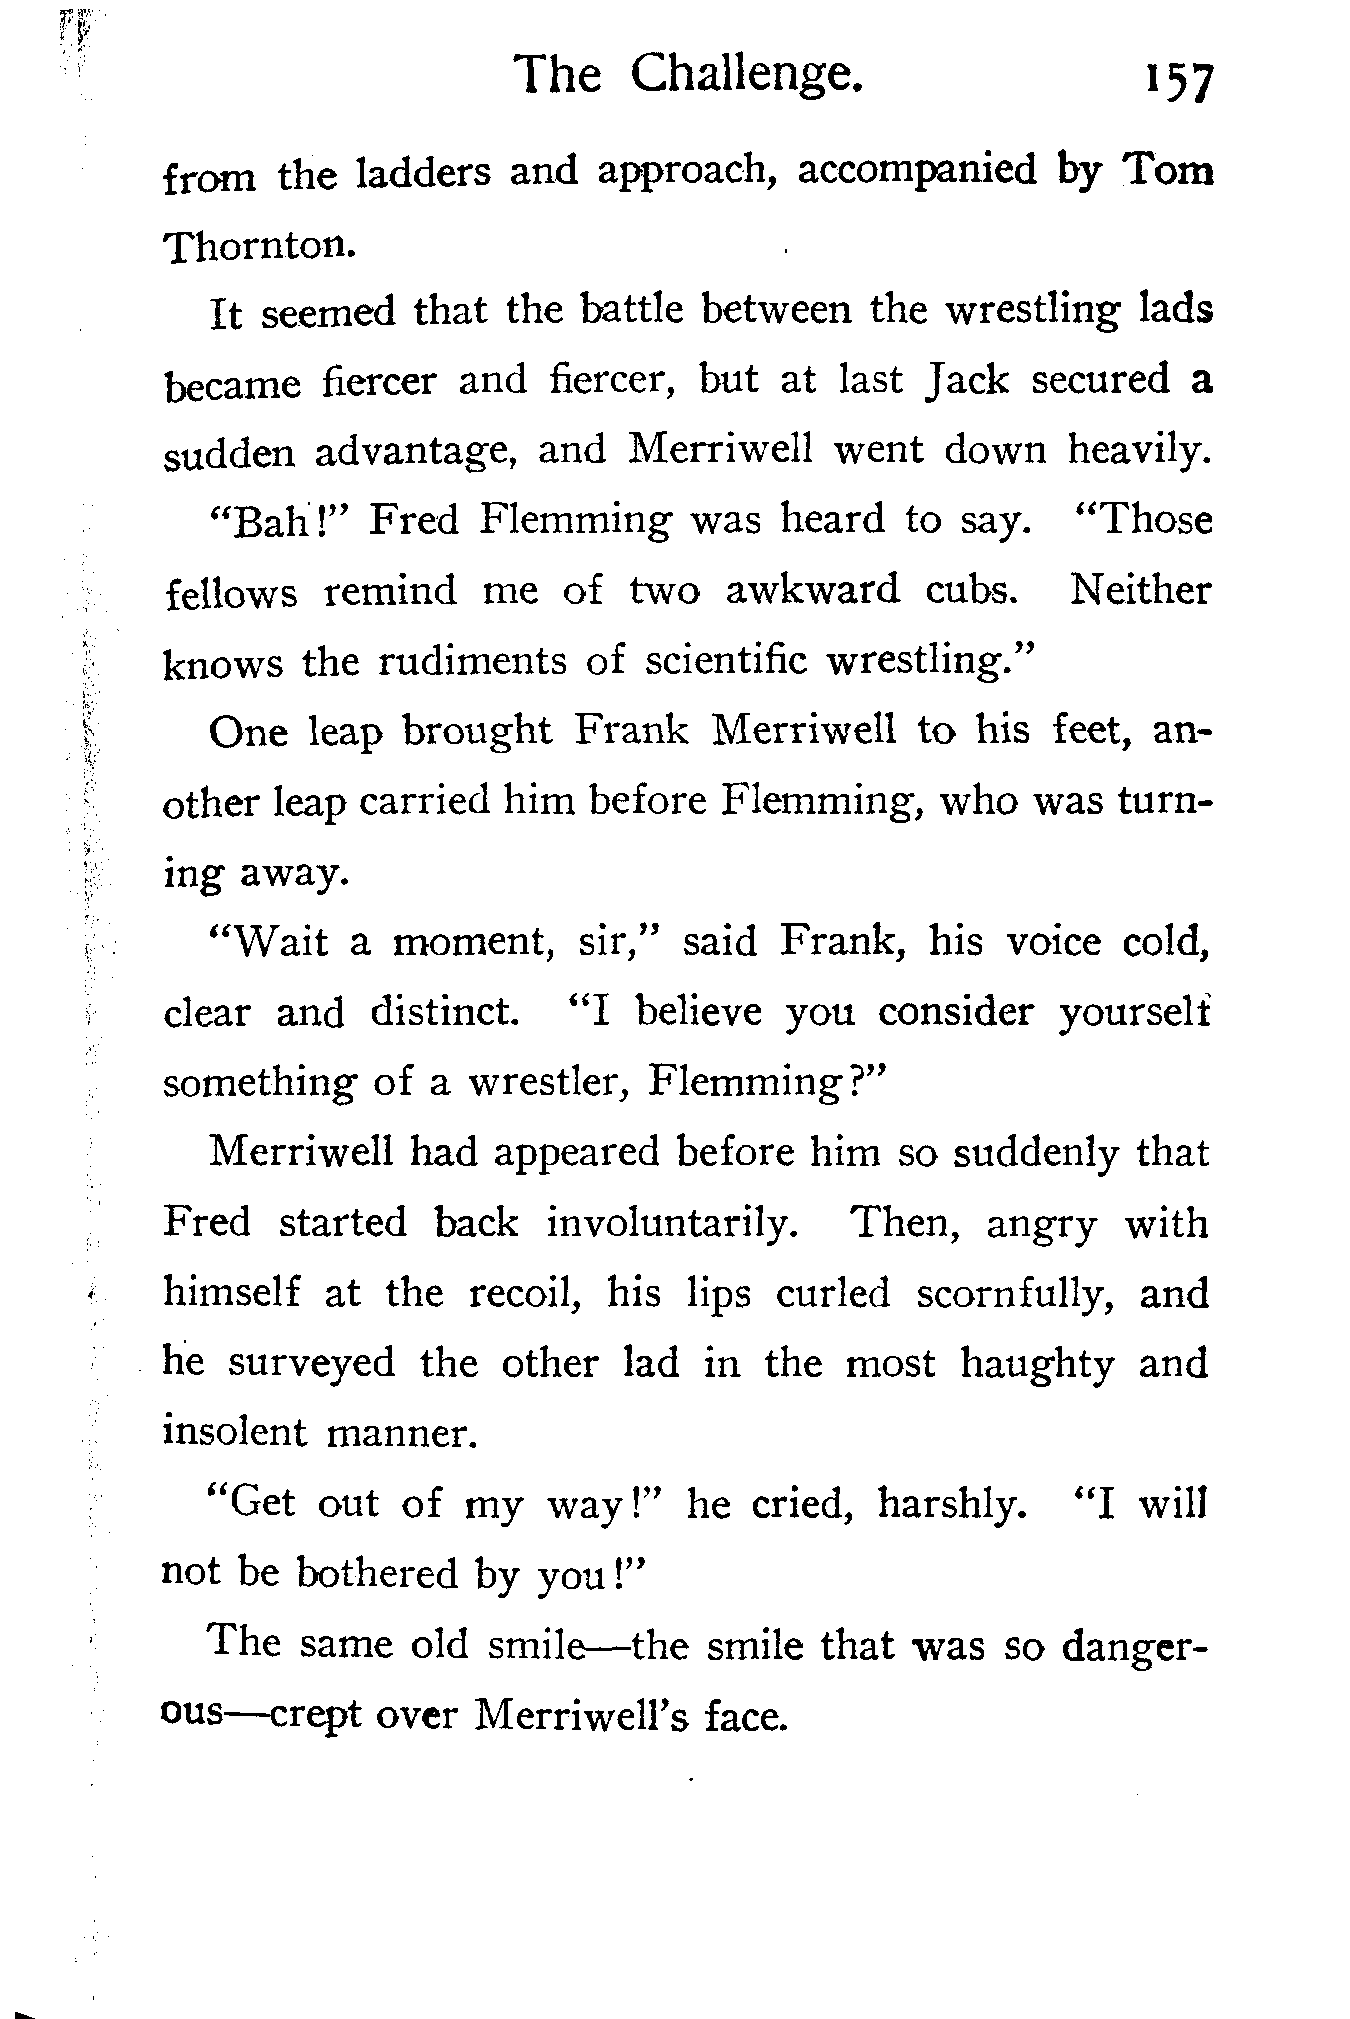 The Challenge. 157
from the ladders and approach, accompanied by Tom
Thornton.
It seemed that the battle between the wrestling lads
became fiercer and fiercer, but at last Jack secured a
sudden advantage, and Merriwell went down heavily.
“Bah!” Fred Flemming was heard to say. “Those
fellows remind me of two awkward cubs. Neither
knows the rudiments of scientific wrestling.”
One leap brought Frank Merriwell to his feet, an-
other leap carried him before Flemming, who was turn-
ing away.
“Wait a moment, sir,” said Frank, his voice cold,
clear and distinct. “I believe you consider yourself
something of a wrestler, Flemming?”
Merriwell had appeared before him so suddenly that
Fred started back involuntarily. Then, angry with
himself at the recoil, his lips curled scornfully, and
he surveyed the other lad in the most haughty and
insolent manner.
“Get out of my way!” he cried, harshly. “I will
not be bothered by you!”
The same old smile—the smile that was so danger-
ous—crept over Merriwell’s face.